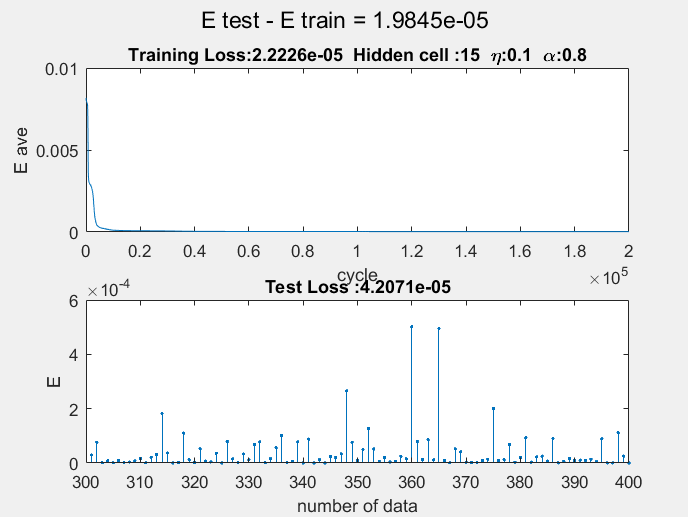 E test - E train = 1.9845e-05
Training Loss:2.2226e-05 Hidden cell :15 η:0.1 α:0.8
0.01
0.005
0
E ave
0 0.2 0.4 0.6 0.8 1 1.2 1.4 1.6 1.8 2
cycle
×10^5
Test Loss :4.2071e-05
×10^-4
6
4
2
0
E
300 310 320 330 340 350 360 370 380 390 400
number of data